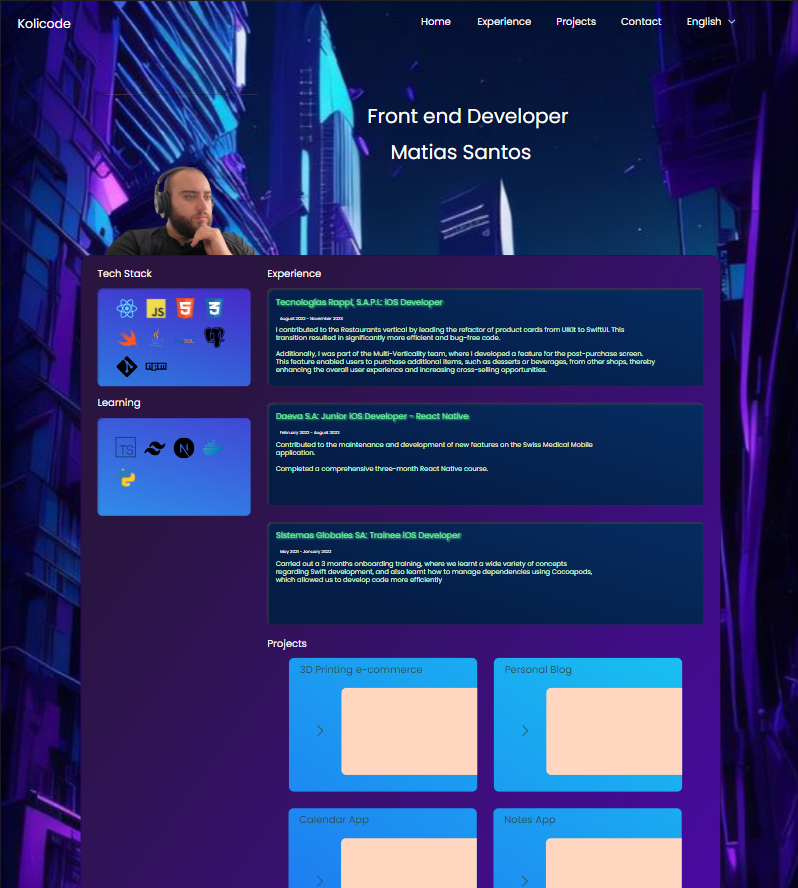 Kolicode
Home Experience Projects Contact English
Front end Developer
Matias Santos
Tech Stack
JS
5
3
SQL
npm
Learning
TS
N
Experience
Tecnologías Rappi, S.A.P.I.: iOS Developer
August 2022 - November 2023
I contributed to the Restaurants vertical by leading the refactor of product cards from UIKit to SwiftUI. This
transition resulted in significantly more efficient and bug-free code.
Additionally, I was part of the Multi-Verticality team, where I developed a feature for the post-purchase screen.
This feature enabled users to purchase additional items, such as desserts or beverages, from other shops, thereby
enhancing the overall user experience and increasing cross-selling opportunities.
Daeva S.A: Junior iOS Developer - React Native
February 2022 - August 2022
Contributed to the maintenance and development of new features on the Swiss Medical Mobile
application.
Completed a comprehensive three-month React Native course.
Sistemas Globales SA: Trainee iOS Developer
May 2021 - January 2022
Carried out a 3 months onboarding training, where we learnt a wide variety of concepts
regarding Swift development, and also learnt how to manage dependencies using Cocoapods,
which allowed us to develop code more efficiently
Projects
3D Printing e-commerce
Personal Blog
Calendar App
Notes App